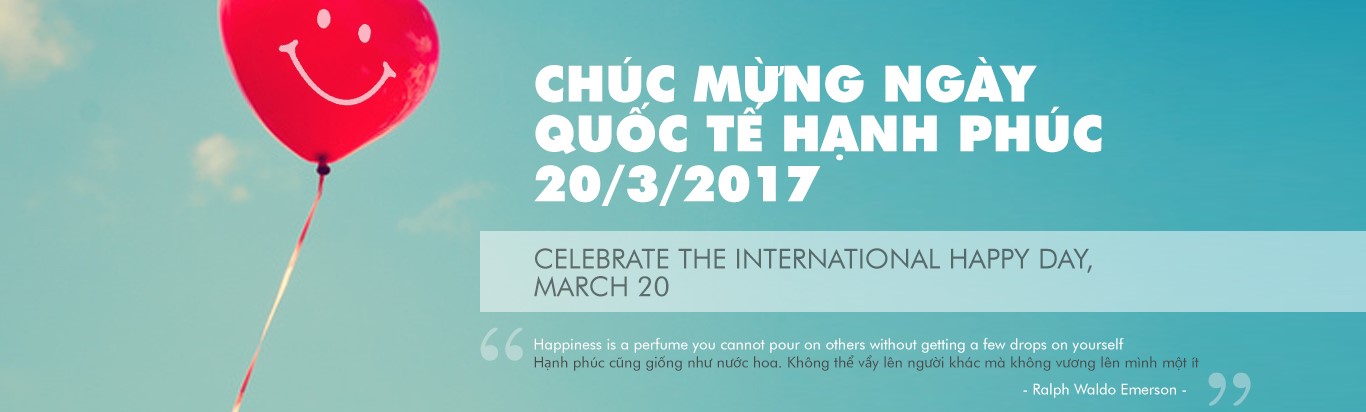 CHÚC MỪNG NGÀY
QUỐC TẾ HẠNH PHÚC
20/3/2017
CELEBRATE THE INTERNATIONAL HAPPY DAY,
MARCH 20
“ Happiness is a perfume you cannot pour on others without getting a few drops on yourself
Hạnh phúc cũng giống như nước hoa. Không thể vẩy lên người khác mà không vương lên mình một ít
- Ralph Waldo Emerson - ”